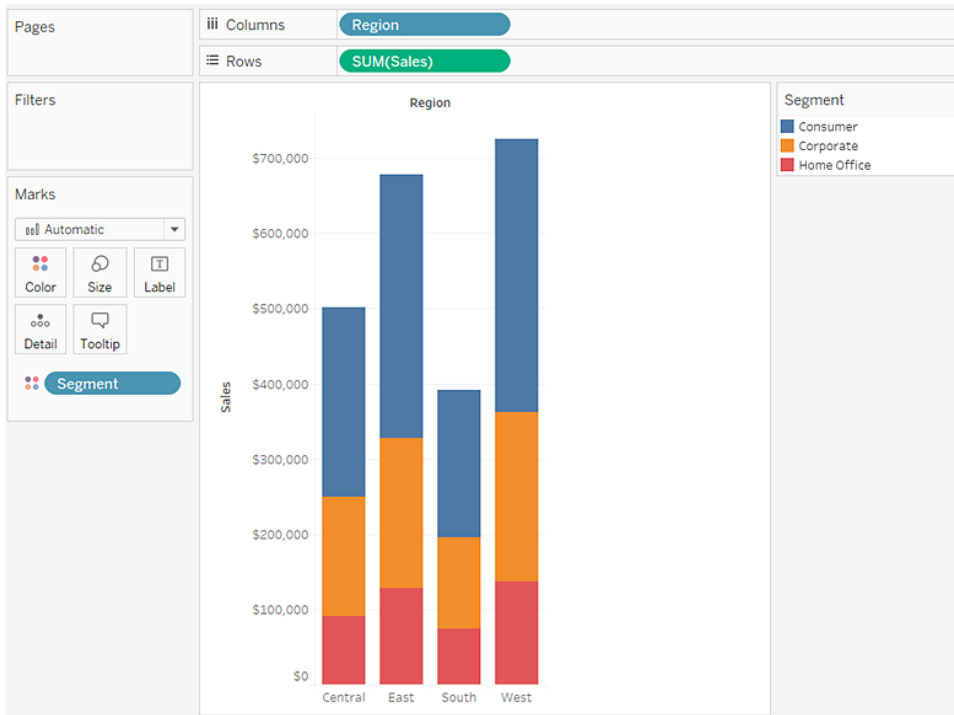 Pages
Columns
Region
Rows
SUM(Sales)
Filters
Marks
Automatic
Color
Size
Label
Detail
Tooltip
Segment
Region
Sales
$700,000
$600,000
$500,000
$400,000
$300,000
$200,000
$100,000
$0
Central East South West
Segment
Consumer
Corporate
Home Office